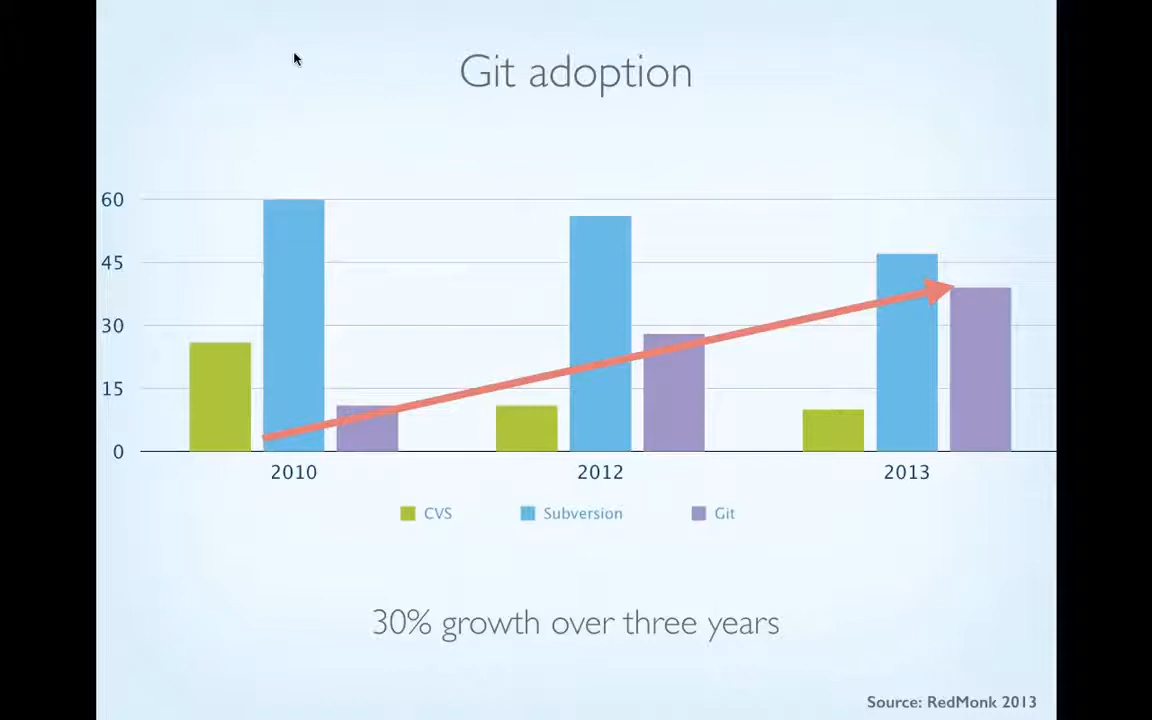 Git adoption
60
45
30
15
0
2010 2012 2013
CVS Subversion Git
30% growth over three years
Source: RedMonk 2013